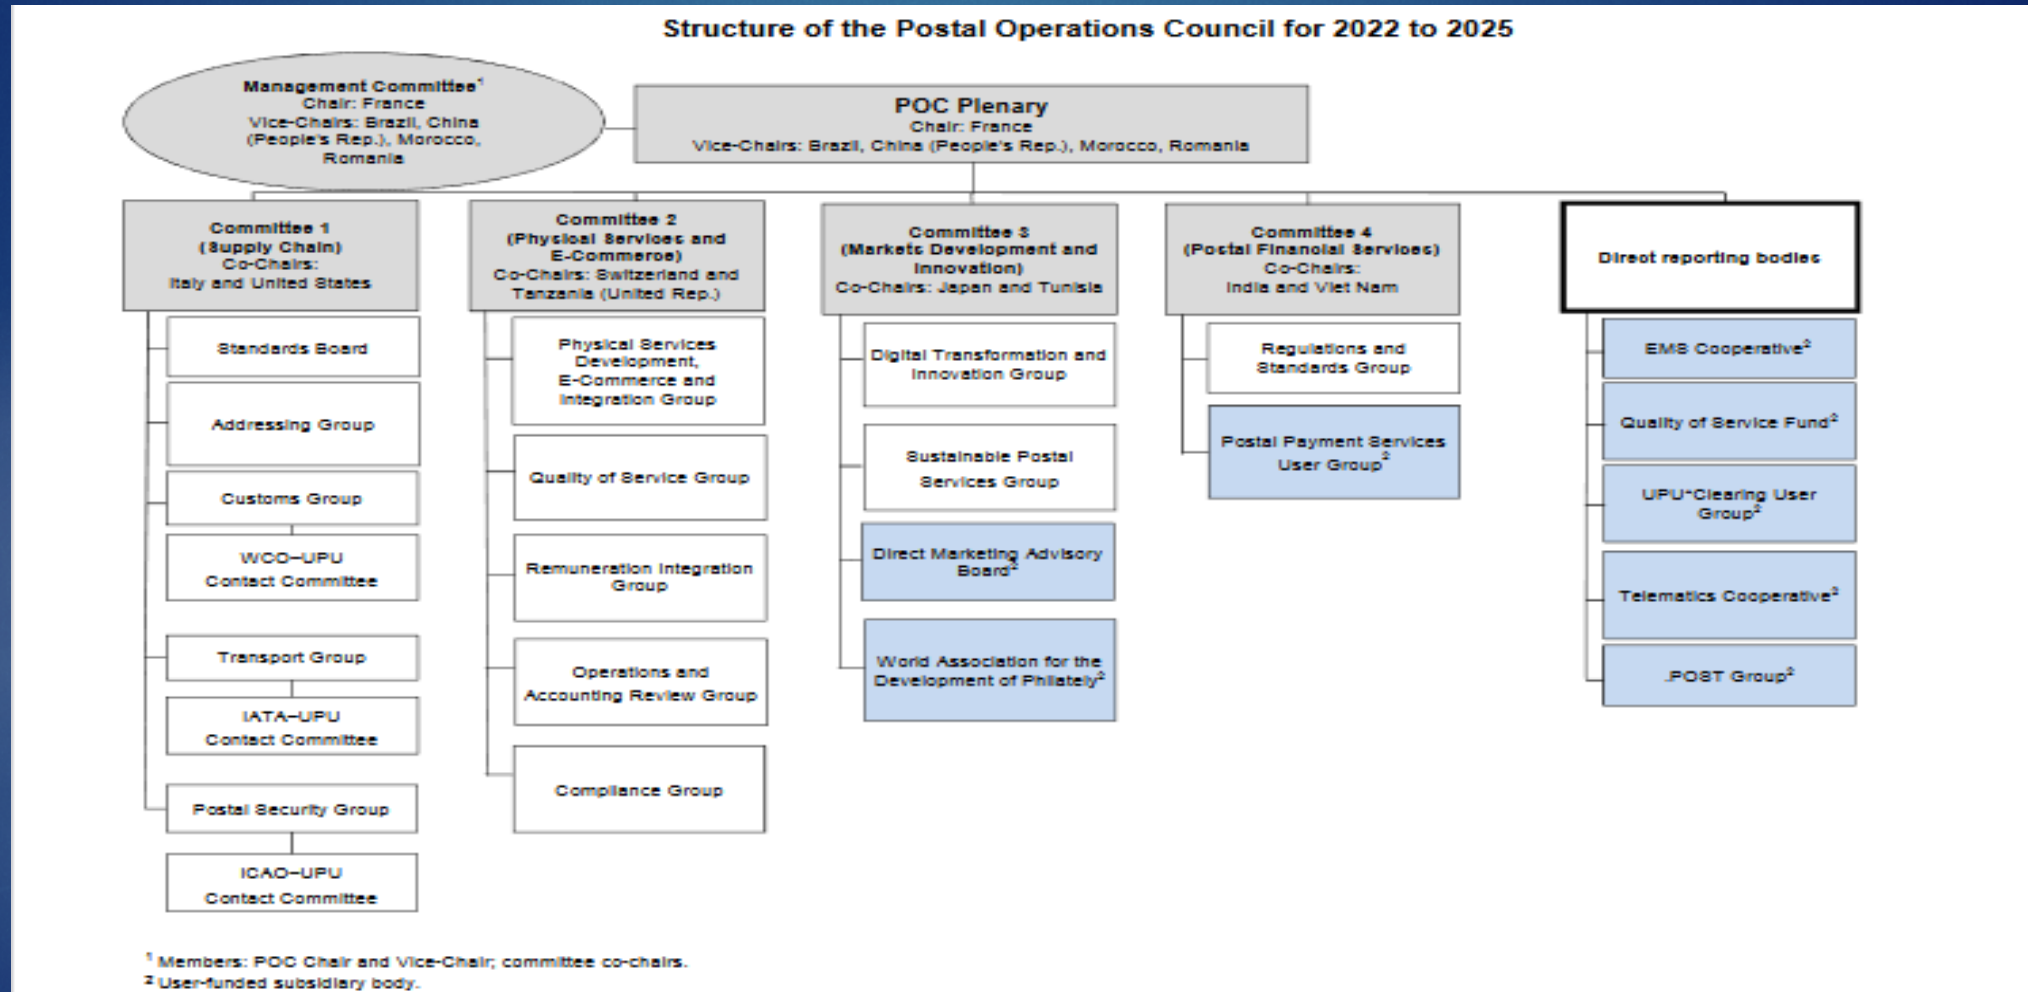 Structure of the Postal Operations Council for 2022 to 2025
Management Committee¹
Chair: France
Vice-Chairs: Brazil, China
(People's Rep.), Morocco,
Romania
POC Plenary
Chair: France
Vice-Chairs: Brazil, China (People's Rep.), Morocco, Romania
Committee 1
(Supply Chain)
Co-Chairs:
Italy and United States
Standards Board
Addressing Group
Customs Group
WCO–UPU
Contact Committee
Transport Group
IATA–UPU
Contact Committee
Postal Security Group
ICAO–UPU
Contact Committee
Committee 2
(Physical Services and
E-Commerce)
Co-Chairs: Switzerland and
Tanzania (United Rep.)
Physical Services
Development,
E-Commerce and
Integration Group
Quality of Service Group
Remuneration Integration
Group
Operations and
Accounting Review Group
Compliance Group
Committee 3
(Markets Development and
Innovation)
Co-Chairs: Japan and Tunisia
Digital Transformation and
Innovation Group
Sustainable Postal
Services Group
Direct Marketing Advisory
Board²
World Association for the
Development of Philately²
Committee 4
(Postal Financial Services)
Co-Chairs:
India and Viet Nam
Regulations and
Standards Group
Postal Payment Services
User Group²
Direct reporting bodies
EMS Cooperative²
Quality of Service Fund²
UPU*Clearing User
Group²
Telematics Cooperative²
.POST Group²
¹ Members: POC Chair and Vice-Chair; committee co-chairs.
² User-funded subsidiary body.